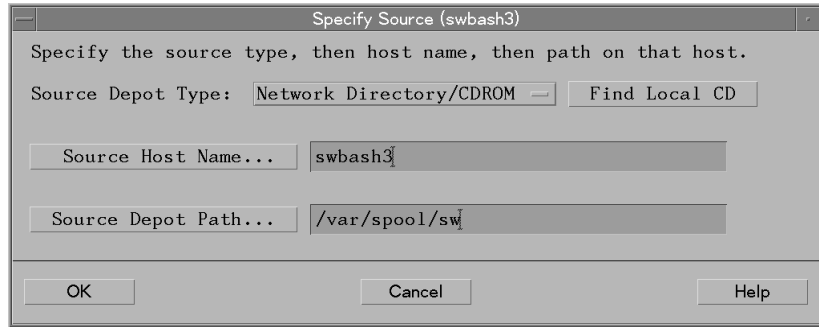 Specify Source (swbash3)
Specify the source type, then host name, then path on that host.
Source Depot Type: Network Directory/CDROM Find Local CD
Source Host Name... swbash3
Source Depot Path... /var/spool/sw
OK Cancel Help